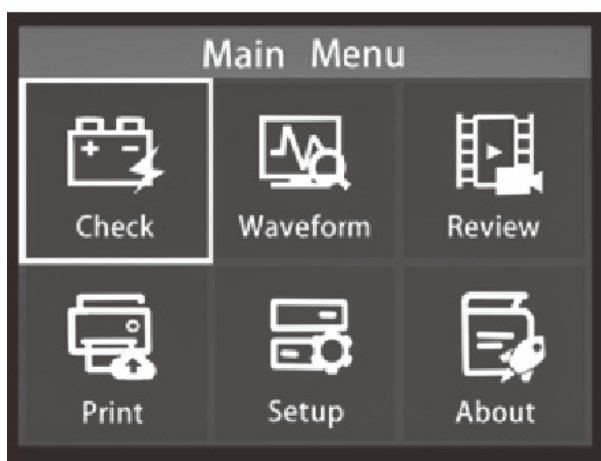 Main Menu
Check
Waveform
Review
Print
Setup
About